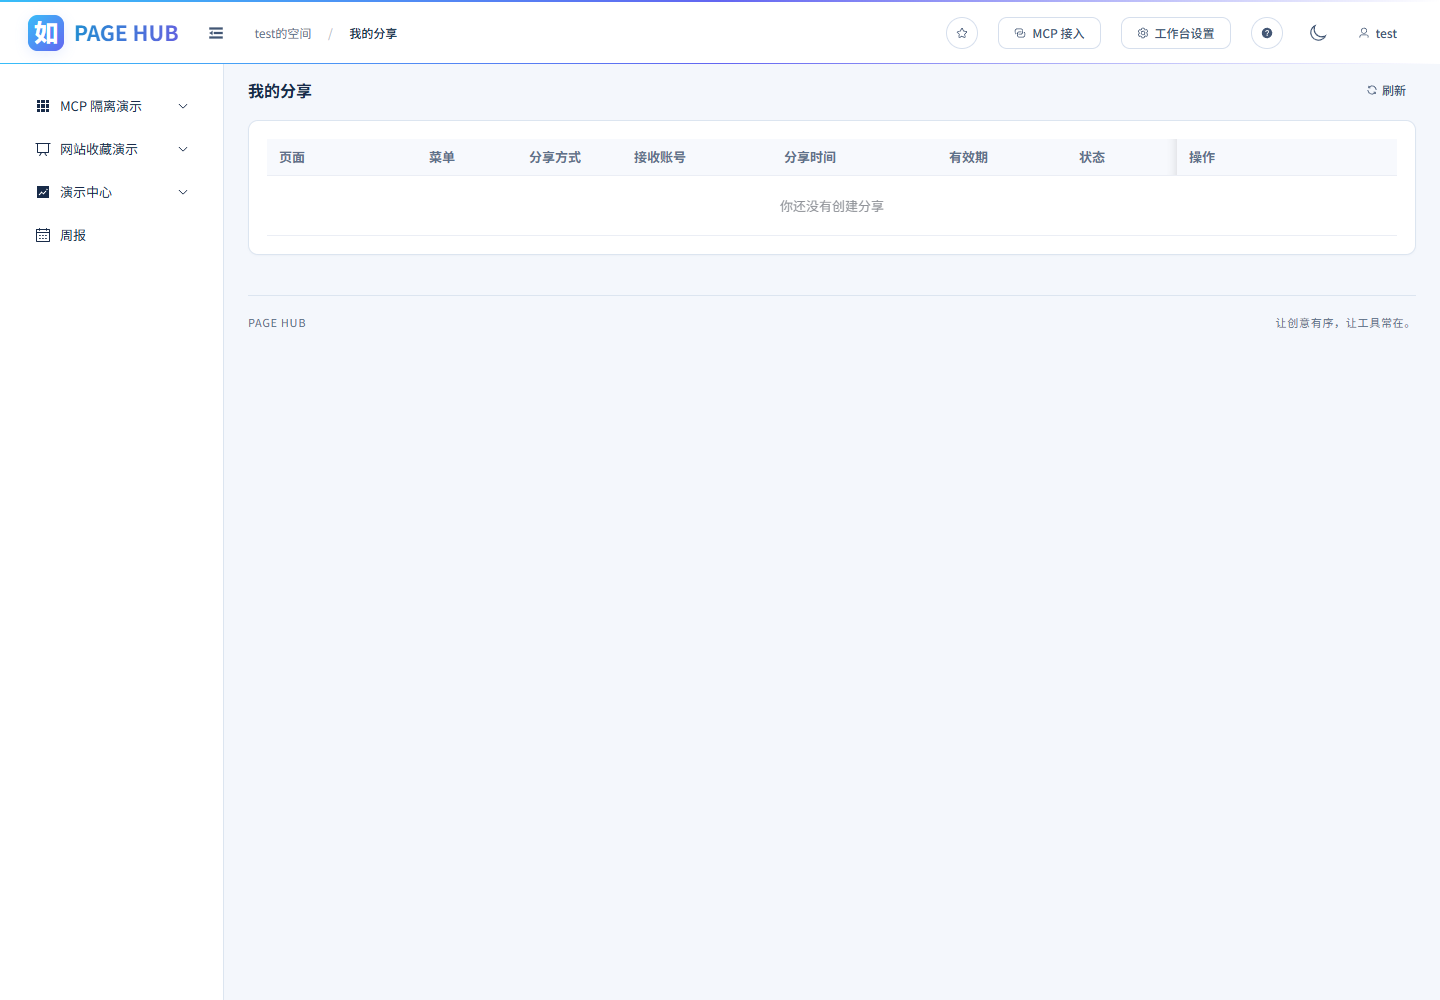 如 PAGE HUB
test的空间 / 我的分享
MCP 接入
工作台设置
test
MCP 隔离演示
网站收藏演示
演示中心
周报
我的分享
刷新
页面 菜单 分享方式 接收账号 分享时间 有效期 状态 操作
你还没有创建分享
PAGE HUB
让创意有序，让工具常在。